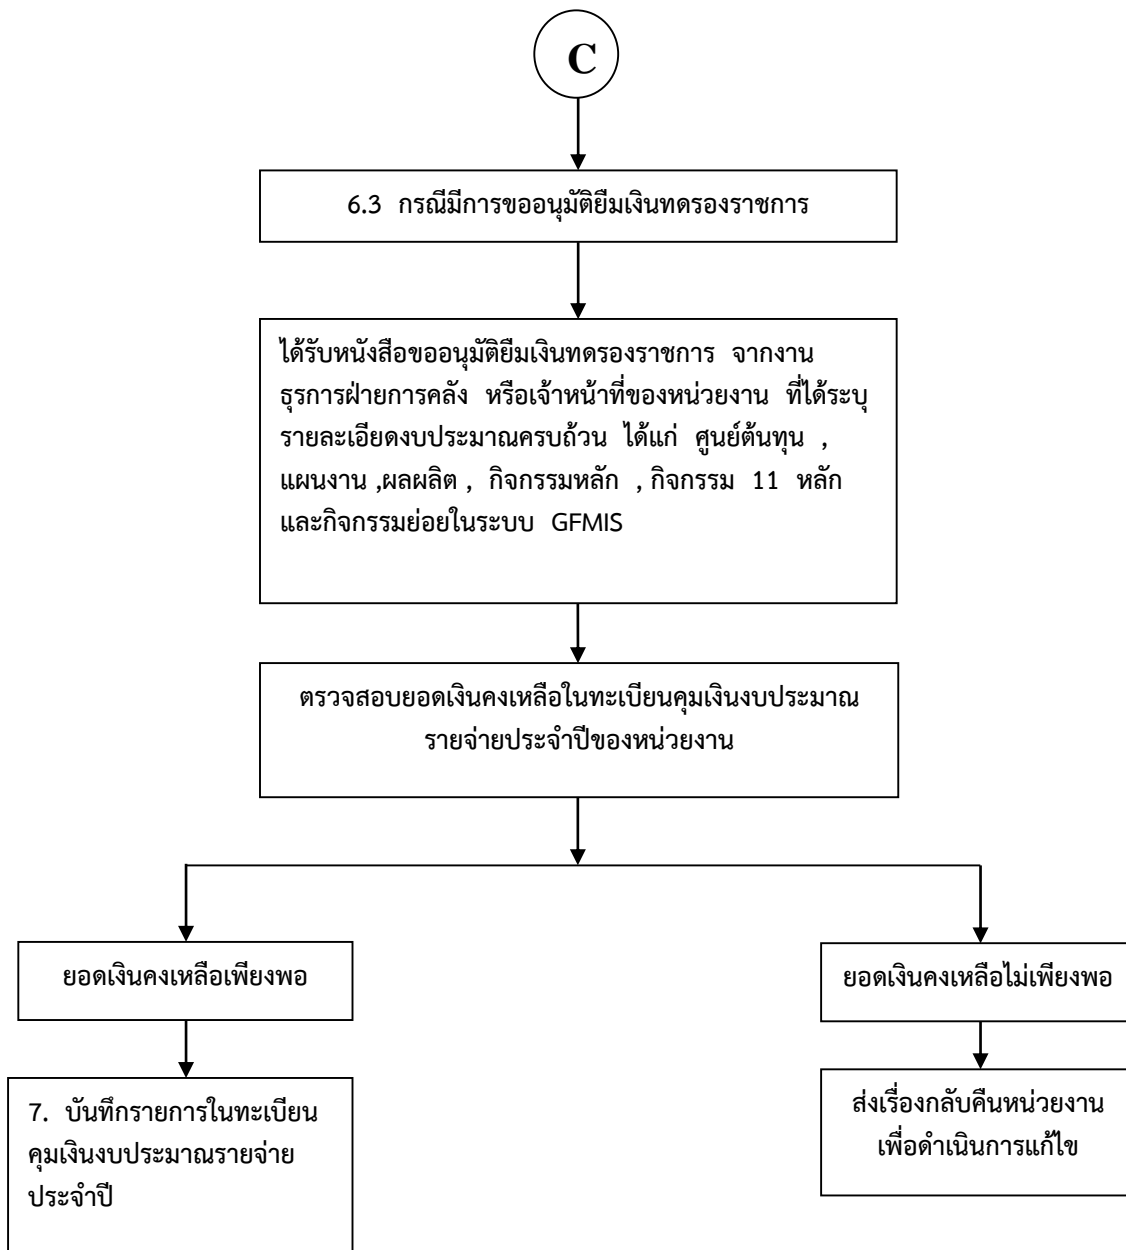 C
6.3 กรณีมีการขออนุมัติยืมเงินทดรองราชการ
ได้รับหนังสือขออนุมัติยืมเงินทดรองราชการ จากงาน
ธุรการฝ่ายการคลัง หรือเจ้าหน้าที่ของหน่วยงาน ที่ได้ระบุ
รายละเอียดงบประมาณครบถ้วน ได้แก่ ศูนย์ต้นทุน ,
แผนงาน ,ผลผลิต , กิจกรรมหลัก , กิจกรรม 11 หลัก
และกิจกรรมย่อยในระบบ GFMIS
ตรวจสอบยอดเงินคงเหลือในทะเบียนคุมเงินงบประมาณ
รายจ่ายประจำปีของหน่วยงาน
ยอดเงินคงเหลือเพียงพอ
ยอดเงินคงเหลือไม่เพียงพอ
7. บันทึกรายการในทะเบียน
คุมเงินงบประมาณรายจ่าย
ประจำปี
ส่งเรื่องกลับคืนหน่วยงาน
เพื่อดำเนินการแก้ไข